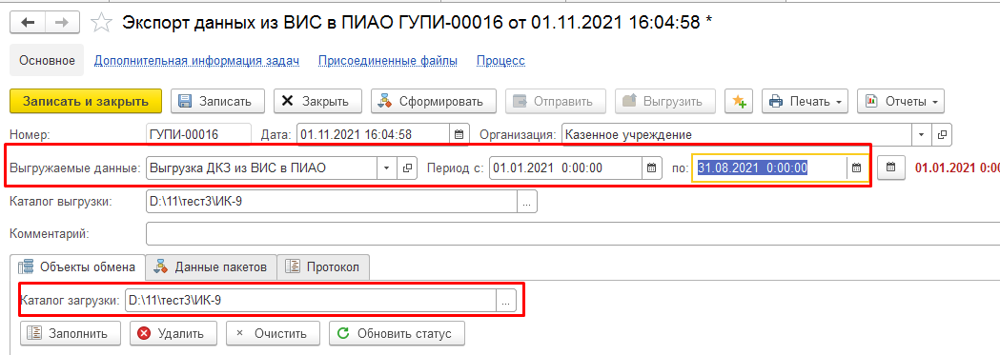 Экспорт данных из ВИС в ПИАО ГУПИ-00016 от 01.11.2021 16:04:58 *
Основное Дополнительная информация задач Присоединенные файлы Процесс
Записать и закрыть Записать Закрыть Сформировать Отправить Выгрузить Печать Отчеты
Номер: ГУПИ-00016 Дата: 01.11.2021 16:04:58 Организация: Казенное учреждение
Выгружаемые данные: Выгрузка ДКЗ из ВИС в ПИАО Период с: 01.01.2021 0:00:00 по: 31.08.2021 0:00:00 01.01.2021 0:00
Каталог выгрузки: D:\11\тест3\ИК-9 ...
Комментарий:
Объекты обмена Данные пакетов Протокол
Каталог загрузки: D:\11\тест3\ИК-9 ...
Заполнить Удалить Очистить Обновить статус